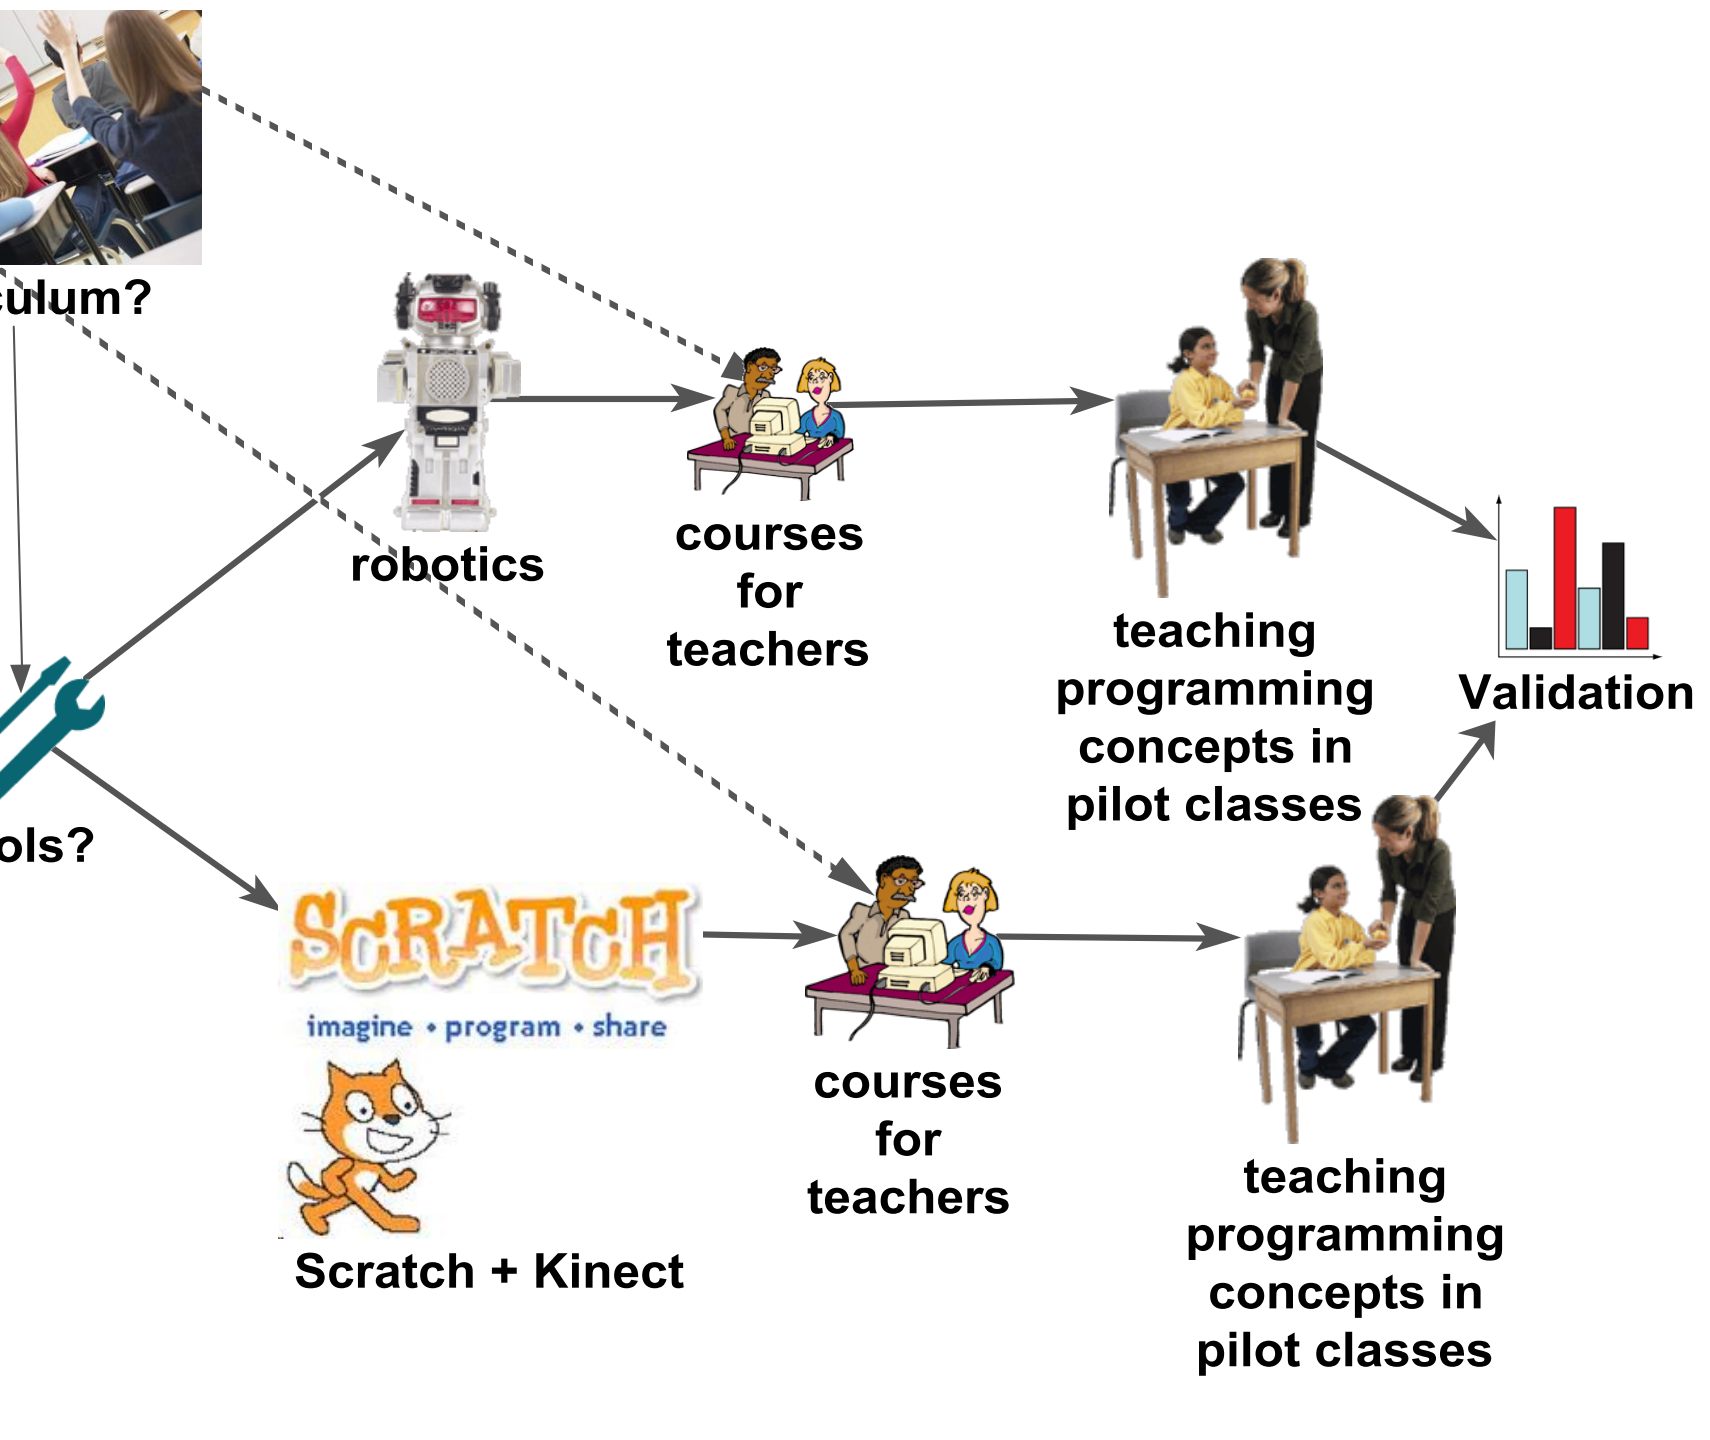 culum?
robotics
courses
for
teachers
teaching
programming
concepts in
pilot classes
Validation
ols?
SCRATCH
imagine • program • share
Scratch + Kinect
courses
for
teachers
teaching
programming
concepts in
pilot classes